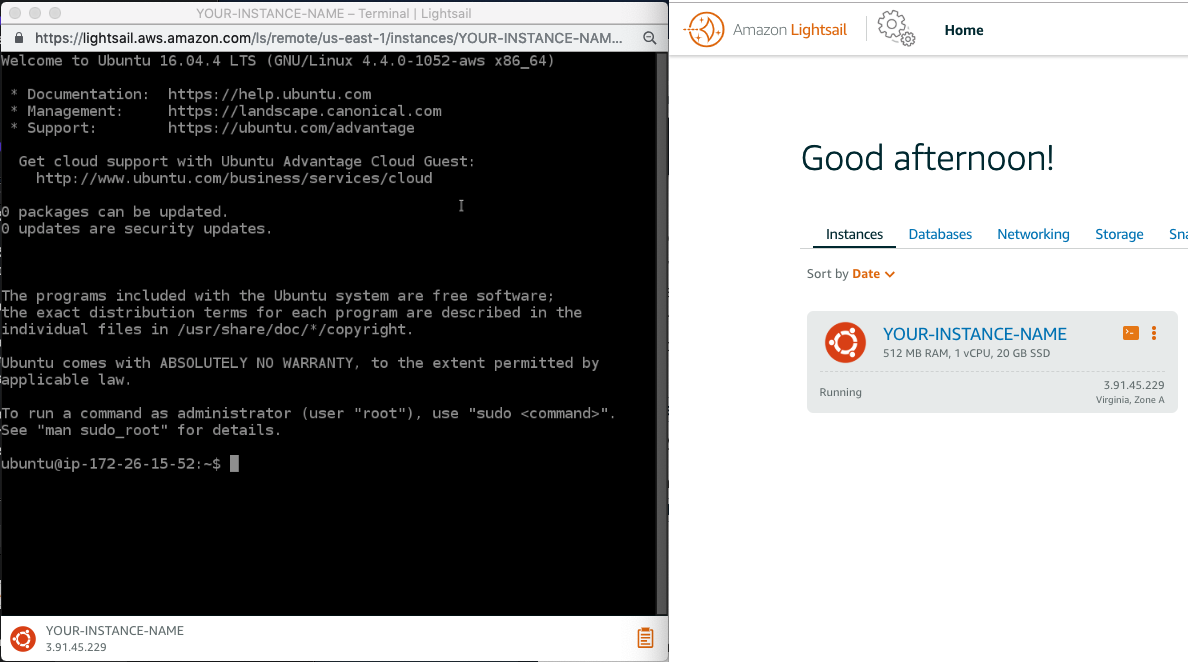 YOUR-INSTANCE-NAME – Terminal | Lightsail
https://lightsail.aws.amazon.com/ls/remote/us-east-1/instances/YOUR-INSTANCE-NAM...
Welcome to Ubuntu 16.04.4 LTS (GNU/Linux 4.4.0-1052-aws x86_64)
* Documentation:  https://help.ubuntu.com
* Management:     https://landscape.canonical.com
* Support:        https://ubuntu.com/advantage
Get cloud support with Ubuntu Advantage Cloud Guest:
http://www.ubuntu.com/business/services/cloud
0 packages can be updated.
0 updates are security updates.
The programs included with the Ubuntu system are free software;
the exact distribution terms for each program are described in the
individual files in /usr/share/doc/*/copyright.
Ubuntu comes with ABSOLUTELY NO WARRANTY, to the extent permitted by
applicable law.
To run a command as administrator (user "root"), use "sudo <command>".
See "man sudo_root" for details.
ubuntu@ip-172-26-15-52:~$
YOUR-INSTANCE-NAME
3.91.45.229
Amazon Lightsail
Home
Good afternoon!
Instances Databases Networking Storage Sna
Sort by Date
YOUR-INSTANCE-NAME
512 MB RAM, 1 vCPU, 20 GB SSD
Running
3.91.45.229
Virginia, Zone A